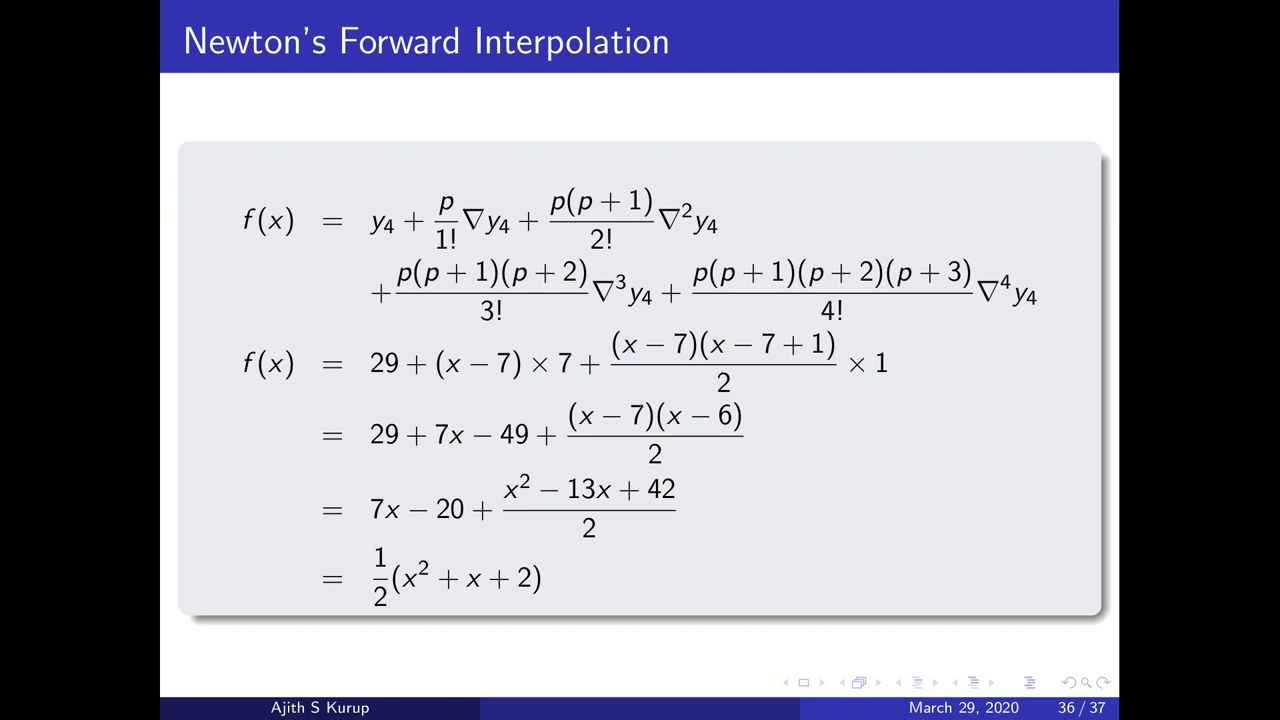 Newton's Forward Interpolation
f(x) = y₄ + p/1! ∇y₄ + p(p + 1)/2! ∇²y₄
+ p(p + 1)(p + 2)/3! ∇³y₄ + p(p + 1)(p + 2)(p + 3)/4! ∇⁴y₄
f(x) = 29 + (x − 7) × 7 + (x − 7)(x − 7 + 1)/2 × 1
= 29 + 7x − 49 + (x − 7)(x − 6)/2
= 7x − 20 + x² − 13x + 42/2
= 1/2 (x² + x + 2)
Ajith S Kurup March 29, 2020 36 / 37